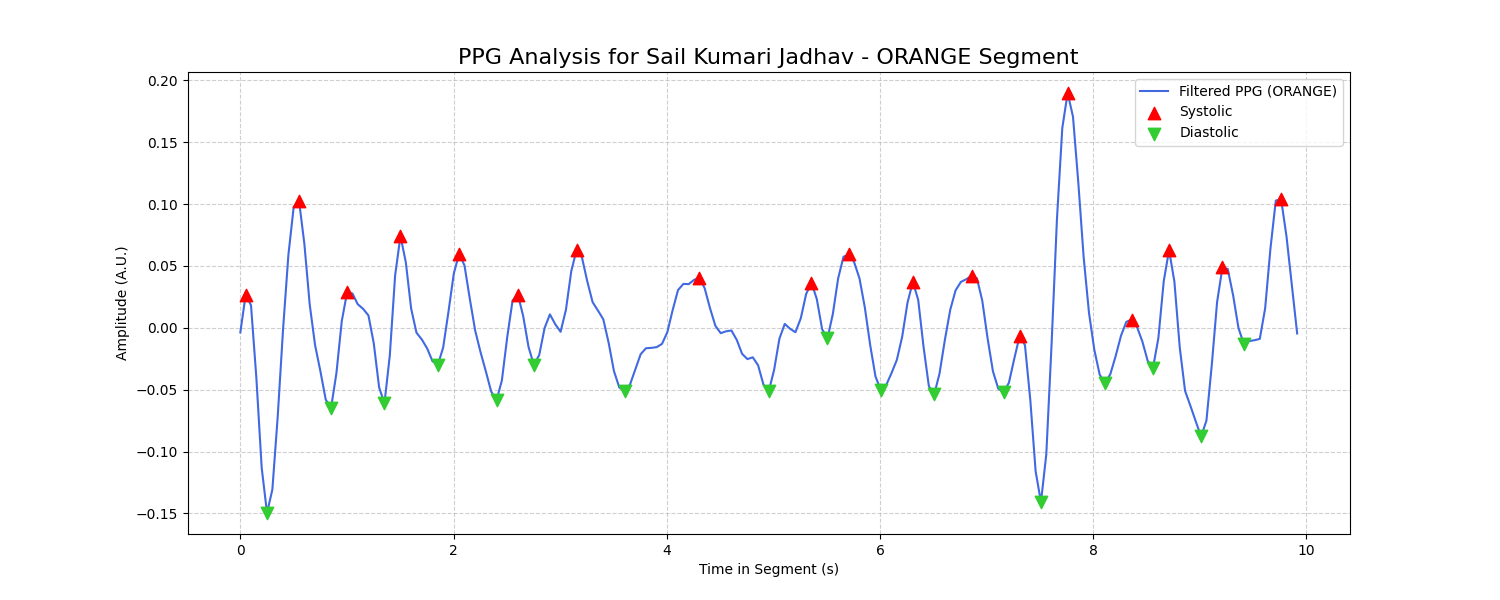 PPG Analysis for Sail Kumari Jadhav - ORANGE Segment
Filtered PPG (ORANGE)
Systolic
Diastolic
Amplitude (A.U.)
0.20
0.15
0.10
0.05
0.00
−0.05
−0.10
−0.15
0 2 4 6 8 10
Time in Segment (s)